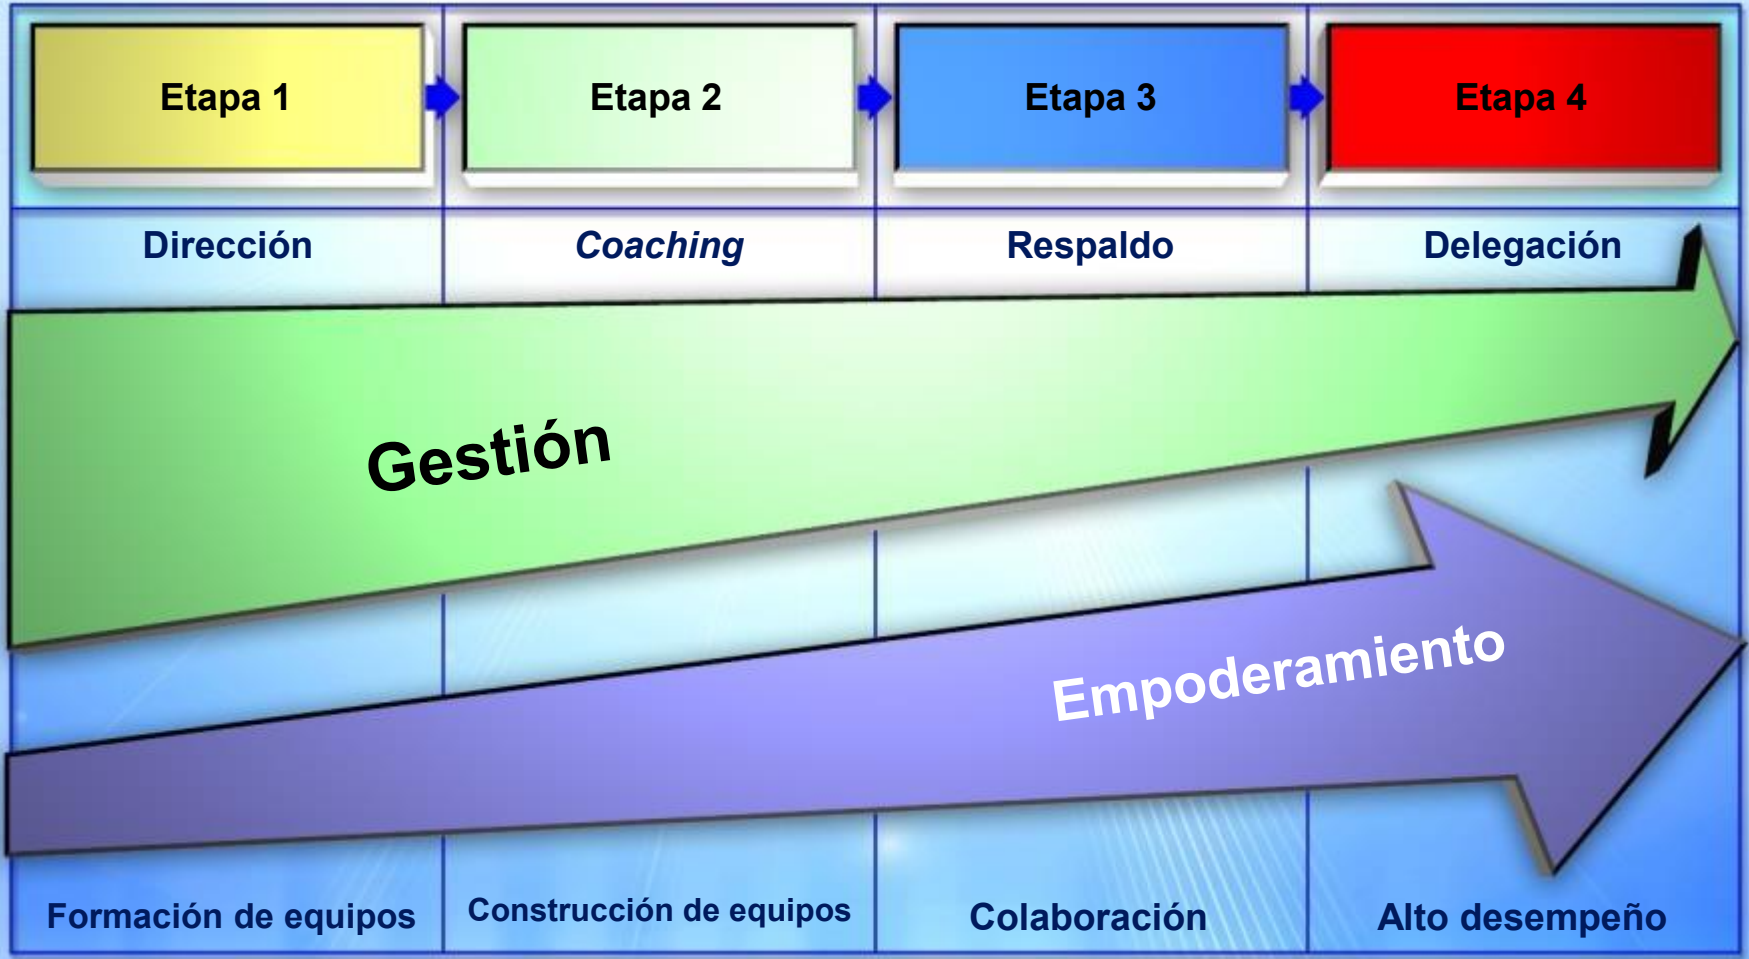 Etapa 1
Etapa 2
Etapa 3
Etapa 4
Dirección
Coaching
Respaldo
Delegación
Gestión
Empoderamiento
Formación de equipos
Construcción de equipos
Colaboración
Alto desempeño